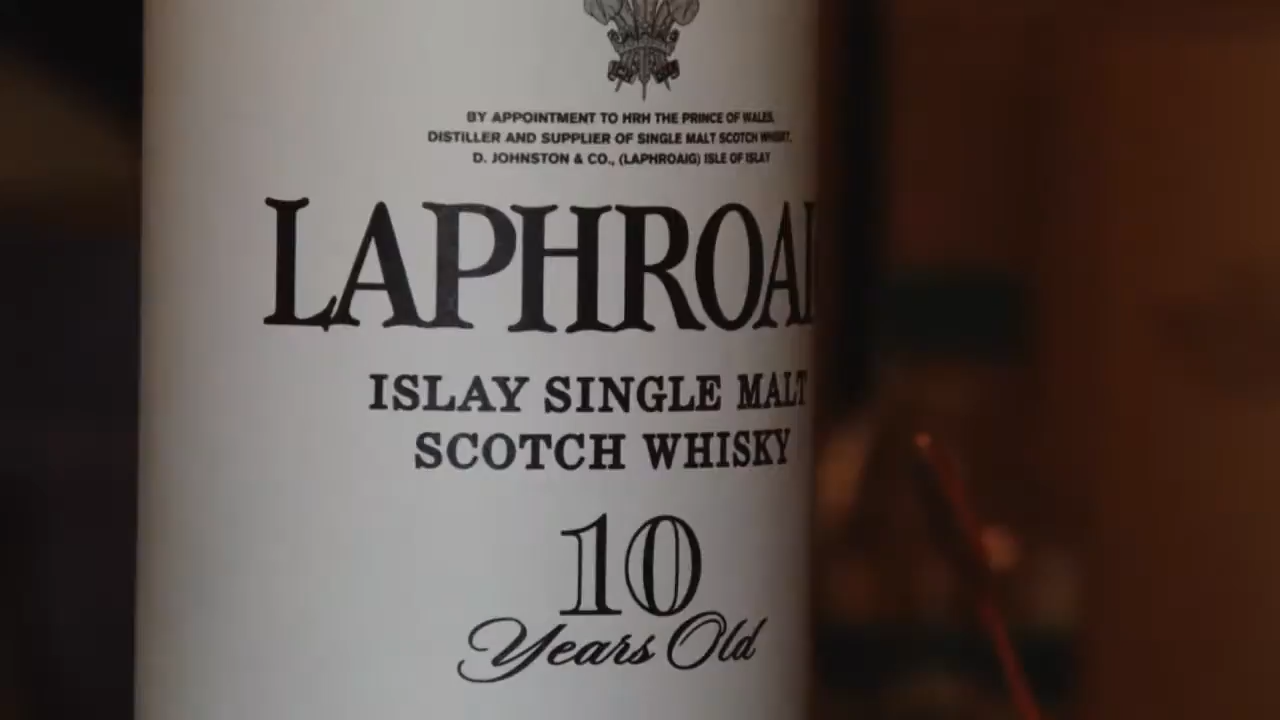 BY APPOINTMENT TO HRH THE PRINCE OF WALES,
DISTILLER AND SUPPLIER OF SINGLE MALT SCOTCH WHISKY,
D. JOHNSTON & CO., (LAPHROAIG) ISLE OF ISLAY
LAPHROAI
ISLAY SINGLE MALT
SCOTCH WHISKY
10
Years Old